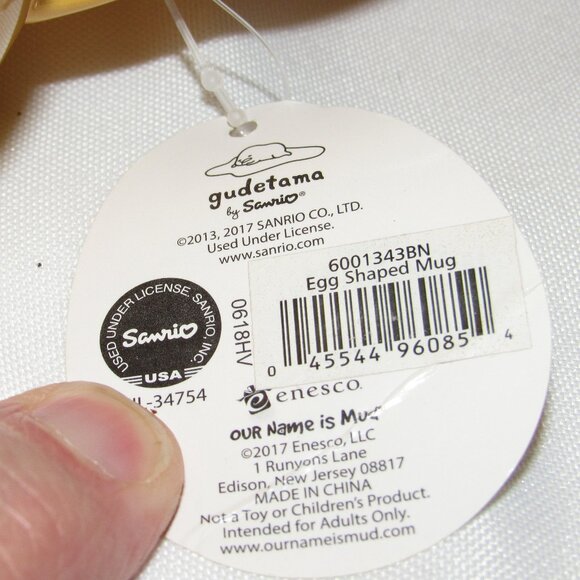 gudetama
by Sanrio®
©2013, 2017 SANRIO CO., LTD.
Used Under License.
www.sanrio.com
6001343BN
Egg Shaped Mug
0 45544 96085 4
0618HV
USED UNDER LICENSE, SANRIO, INC.
Sanrio
USA
-34754
enesco.
OUR Name is Mud
©2017 Enesco, LLC
1 Runyons Lane
Edison, New Jersey 08817
MADE IN CHINA
Not a Toy or Children's Product.
Intended for Adults Only.
www.ournameismud.com